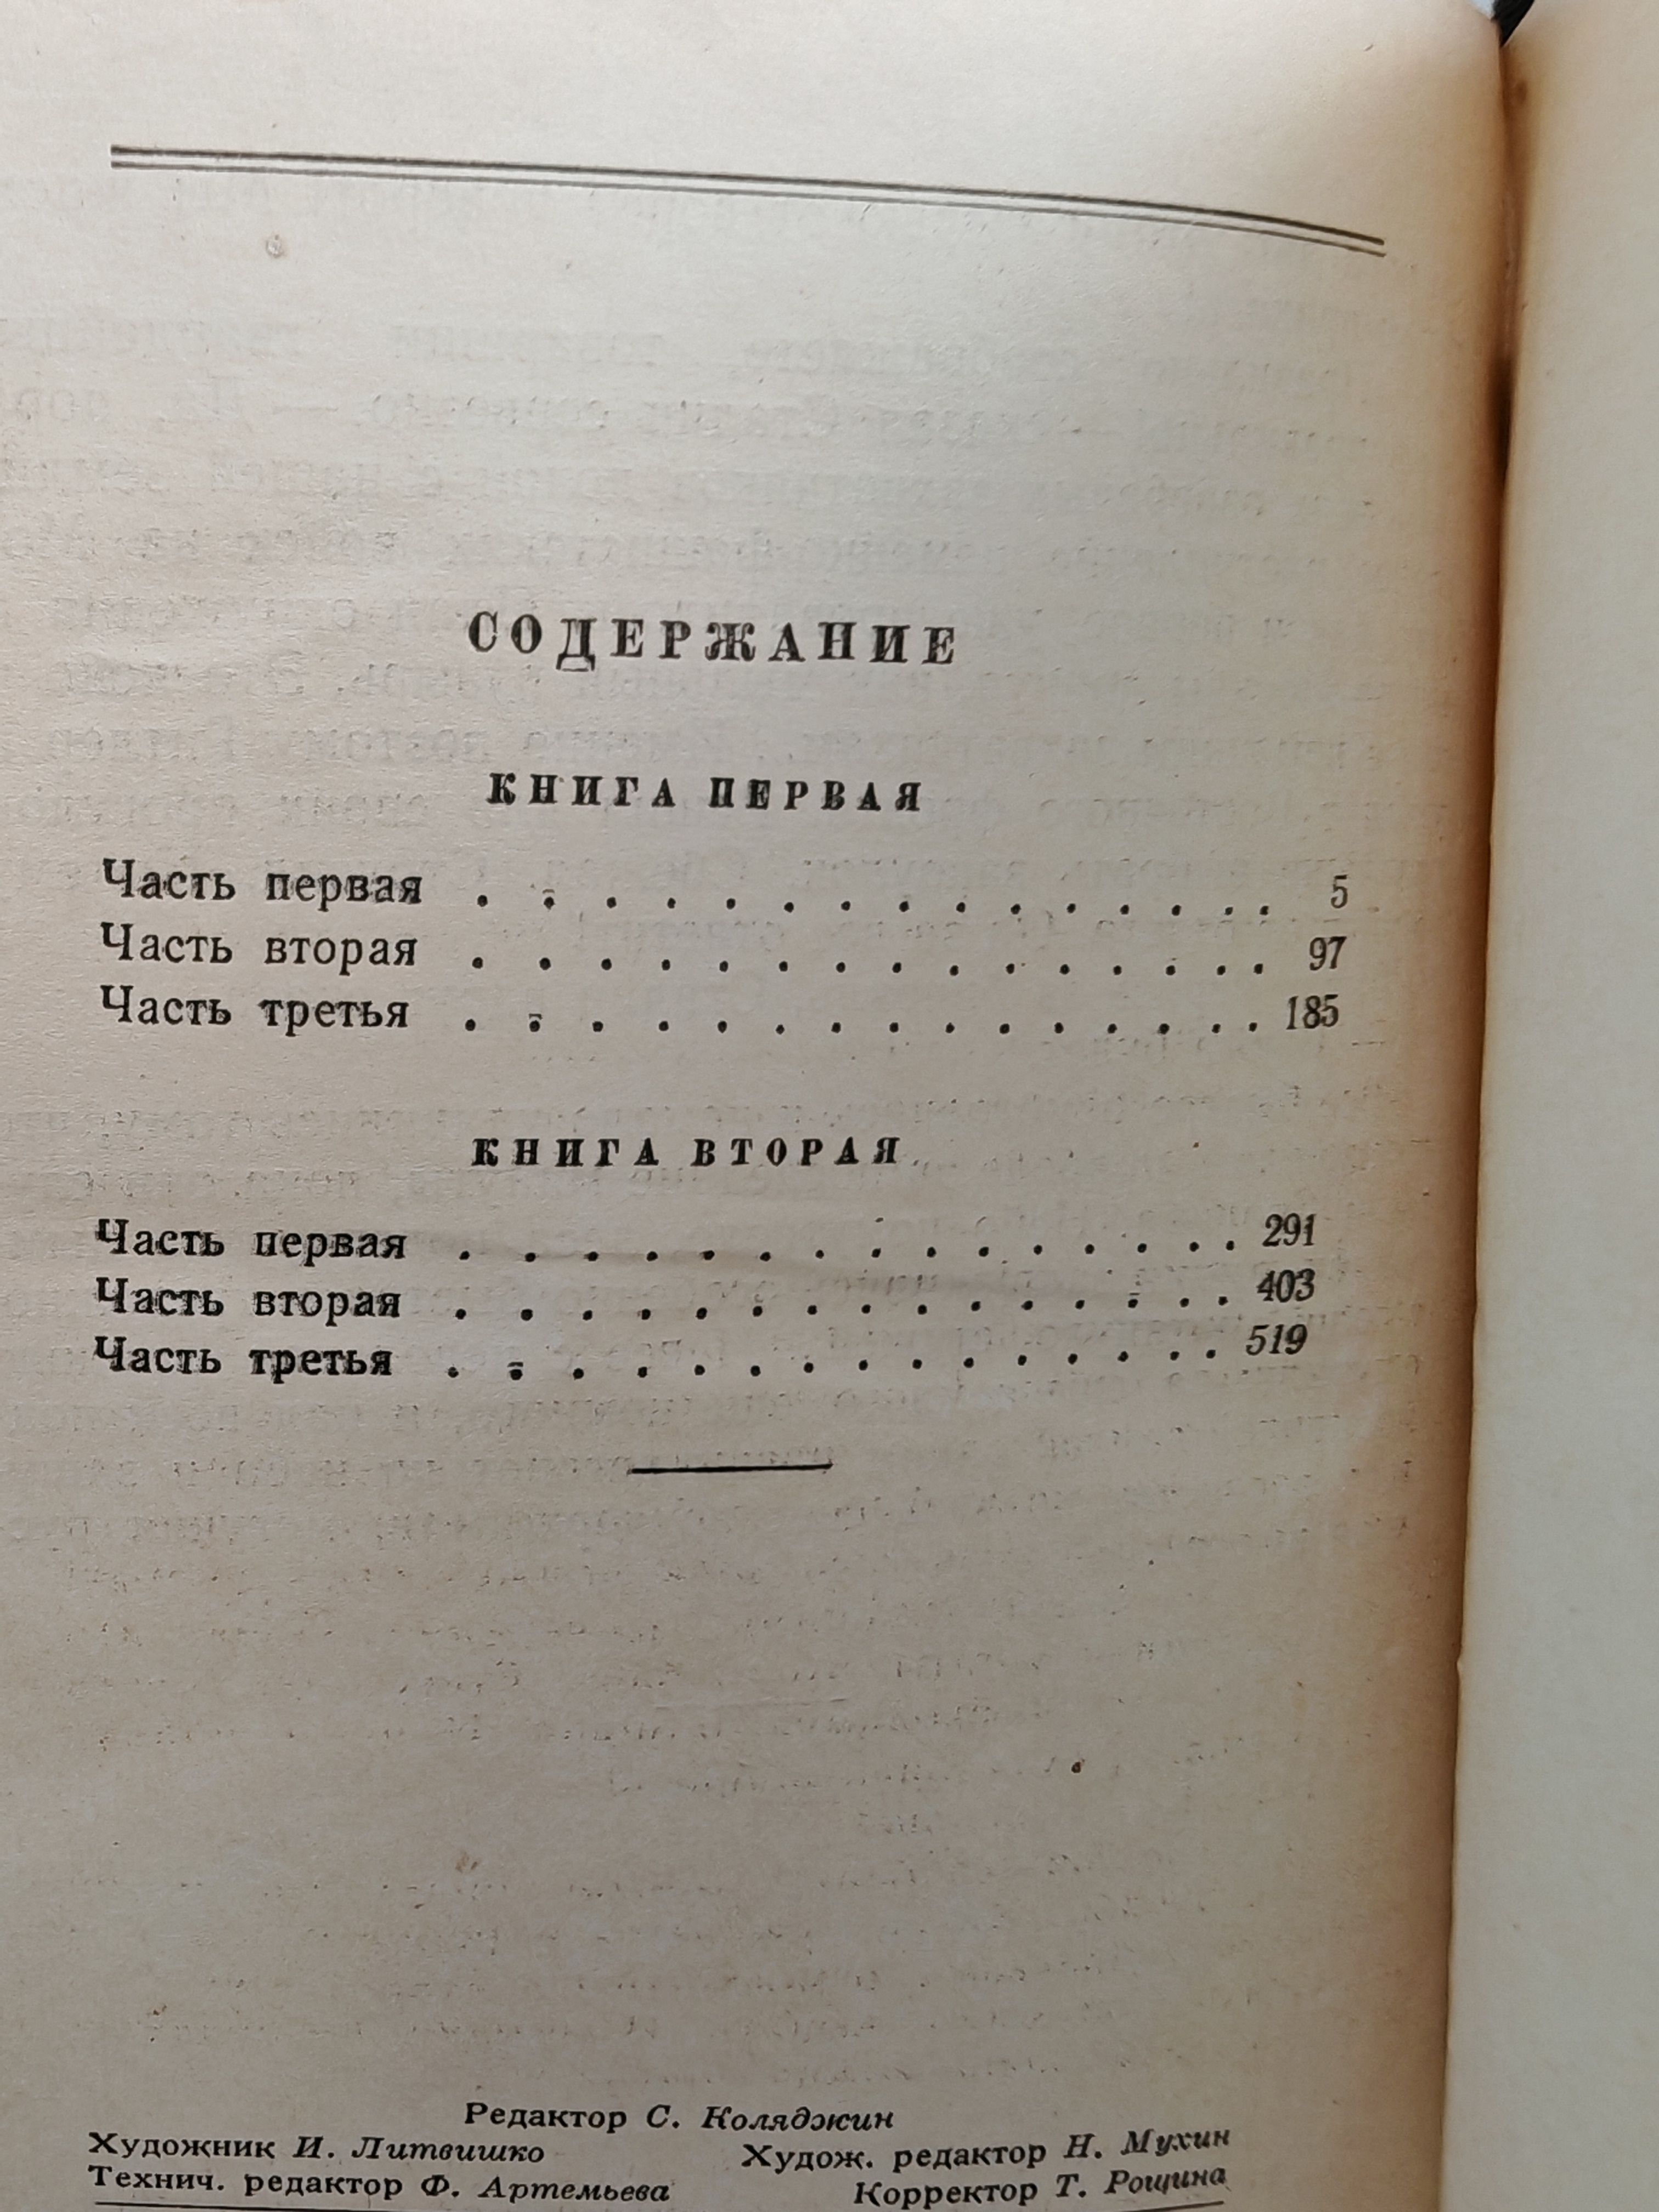 СОДЕРЖАНИЕ
КНИГА ПЕРВАЯ
Часть первая . . . . . . . . . . . . . . . 5
Часть вторая . . . . . . . . . . . . . . . 97
Часть третья . . . . . . . . . . . . . . . 185
КНИГА ВТОРАЯ
Часть первая . . . . . . . . . . . . . . . 291
Часть вторая . . . . . . . . . . . . . . . 403
Часть третья . . . . . . . . . . . . . . . 519
Редактор С. Коляджин
Художник И. Литвишко Худож. редактор Н. Мухин
Технич. редактор Ф. Артемьева Корректор Т. Рощина